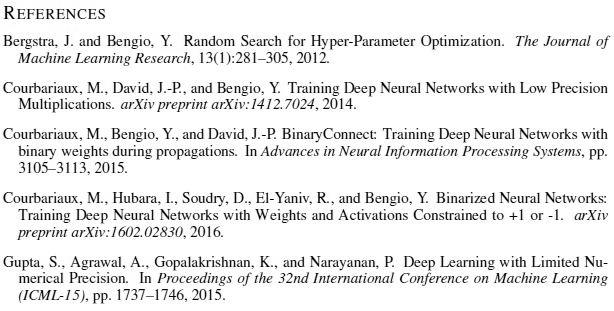 REFERENCES
Bergstra, J. and Bengio, Y. Random Search for Hyper-Parameter Optimization. The Journal of
Machine Learning Research, 13(1):281–305, 2012.
Courbariaux, M., David, J.-P., and Bengio, Y. Training Deep Neural Networks with Low Precision
Multiplications. arXiv preprint arXiv:1412.7024, 2014.
Courbariaux, M., Bengio, Y., and David, J.-P. BinaryConnect: Training Deep Neural Networks with
binary weights during propagations. In Advances in Neural Information Processing Systems, pp.
3105–3113, 2015.
Courbariaux, M., Hubara, I., Soudry, D., El-Yaniv, R., and Bengio, Y. Binarized Neural Networks:
Training Deep Neural Networks with Weights and Activations Constrained to +1 or -1. arXiv
preprint arXiv:1602.02830, 2016.
Gupta, S., Agrawal, A., Gopalakrishnan, K., and Narayanan, P. Deep Learning with Limited Nu-
merical Precision. In Proceedings of the 32nd International Conference on Machine Learning
(ICML-15), pp. 1737–1746, 2015.